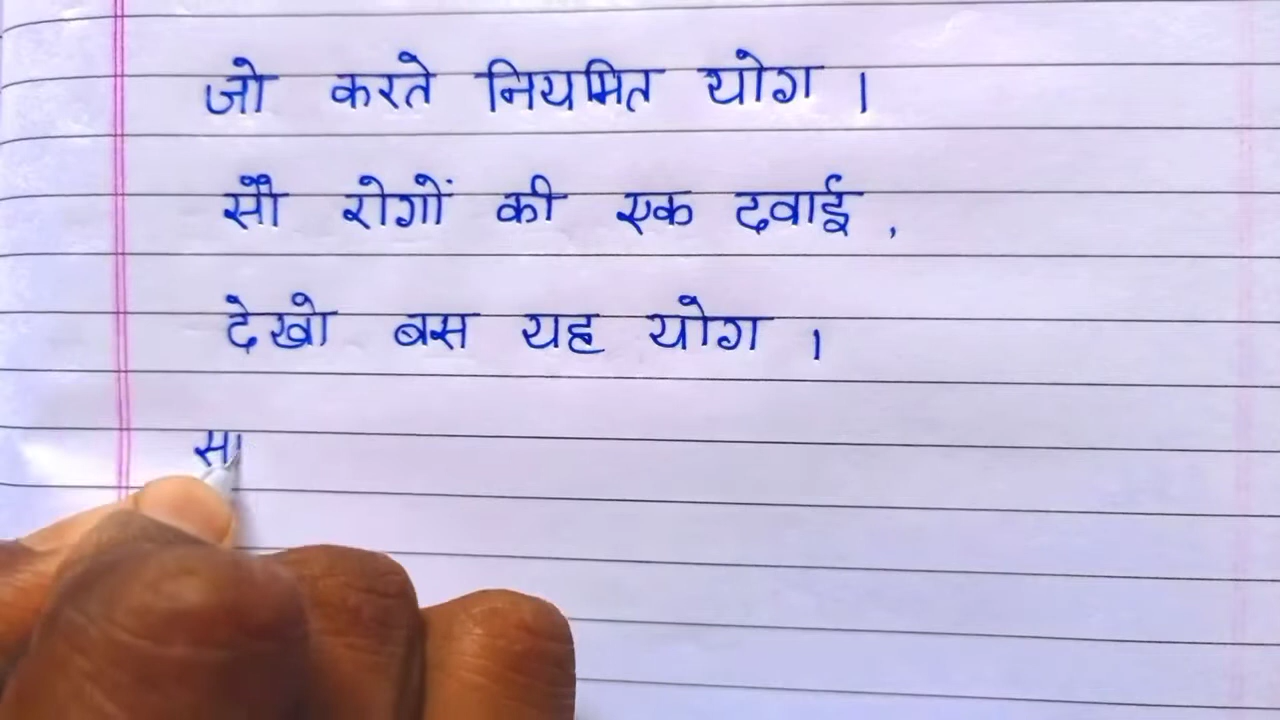 जो करते नियमित योग ।
सौ रोगों की एक दवाई ,
देखो बस यह योग ।
स